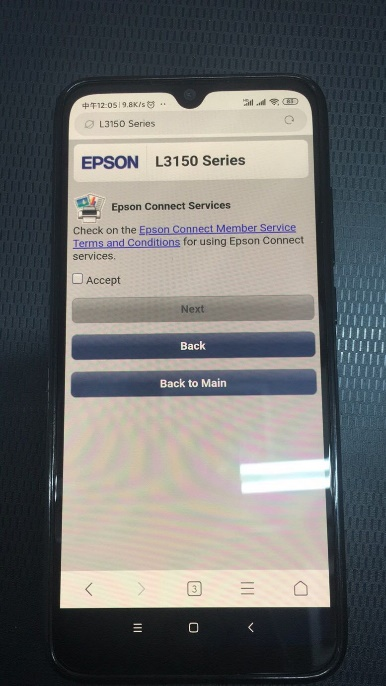 中午12:05 | 9.8K/s
L3150 Series
EPSON L3150 Series
Epson Connect Services
Check on the Epson Connect Member Service
Terms and Conditions for using Epson Connect
services.
Accept
Next
Back
Back to Main
3